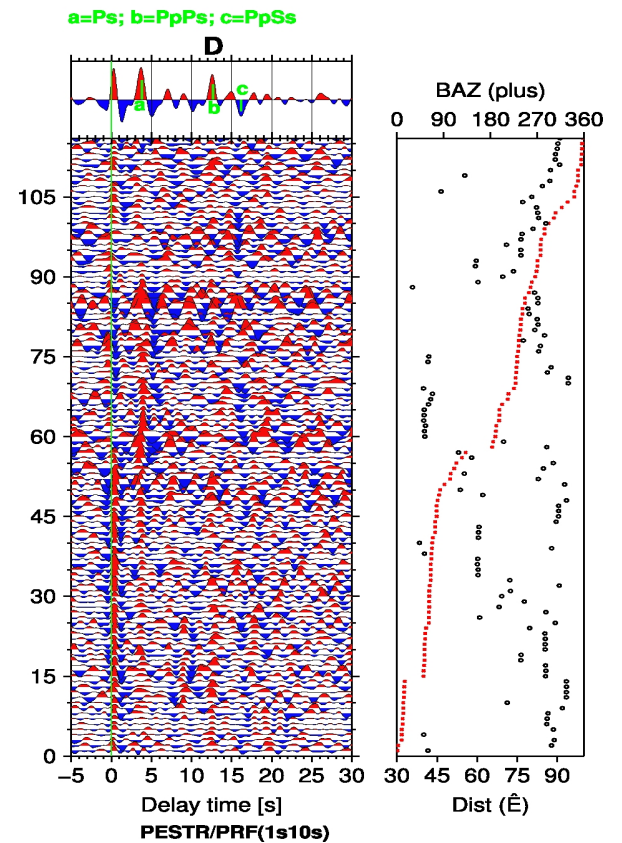 a=Ps; b=PpPs; c=PpSs
D
a
b
c
BAZ (plus)
0 90 180 270 360
105
90
75
60
45
30
15
0
-5 0 5 10 15 20 25 30
Delay time [s]
PESTR/PRF(1s10s)
30 45 60 75 90
Dist (Ê)